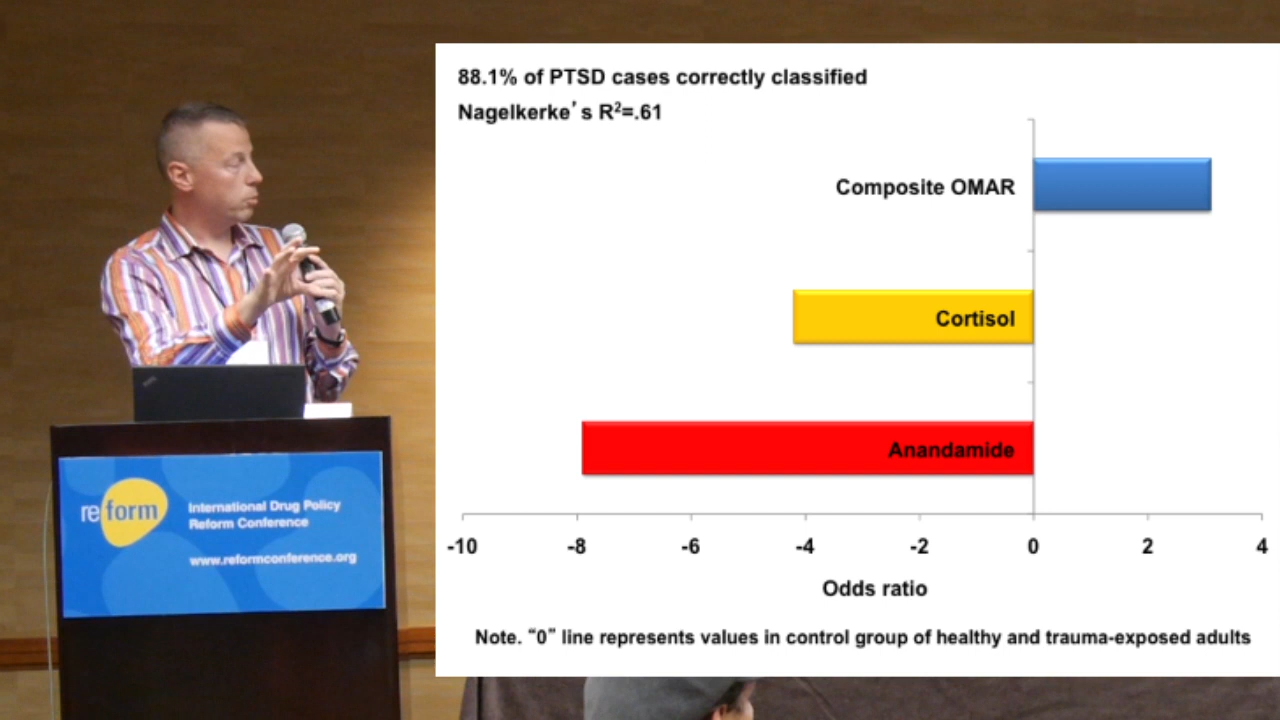 88.1% of PTSD cases correctly classified
Nagelkerke's R²=.61
Composite OMAR
Cortisol
Anandamide
-10 -8 -6 -4 -2 0 2 4
Odds ratio
Note. "0" line represents values in control group of healthy and trauma-exposed adults
reform
International Drug Policy
Reform Conference
www.reformconference.org